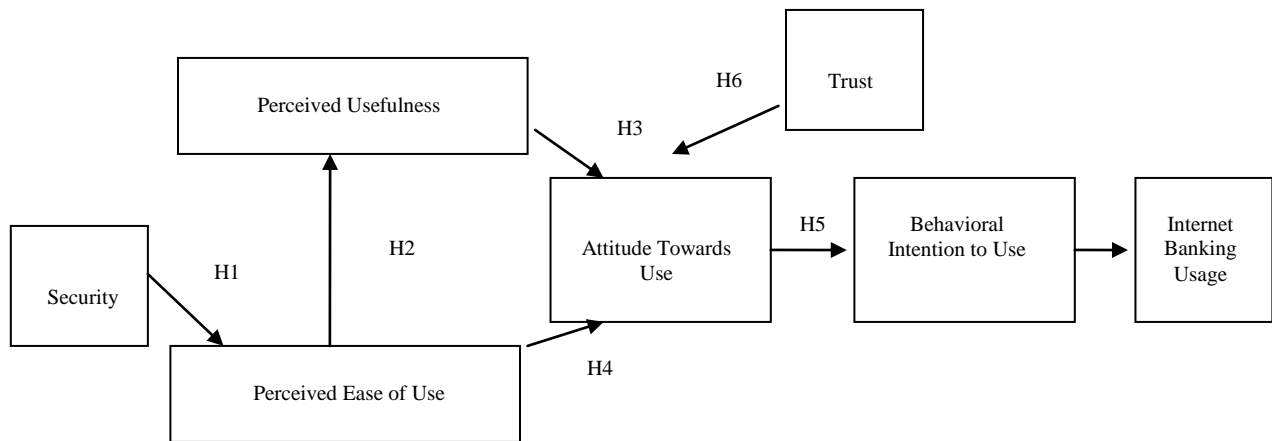 H6
Trust
Perceived Usefulness
H3
H2
H5
Behavioral
Intention to Use
Internet
Banking
Usage
Attitude Towards
Use
H1
Security
H4
Perceived Ease of Use